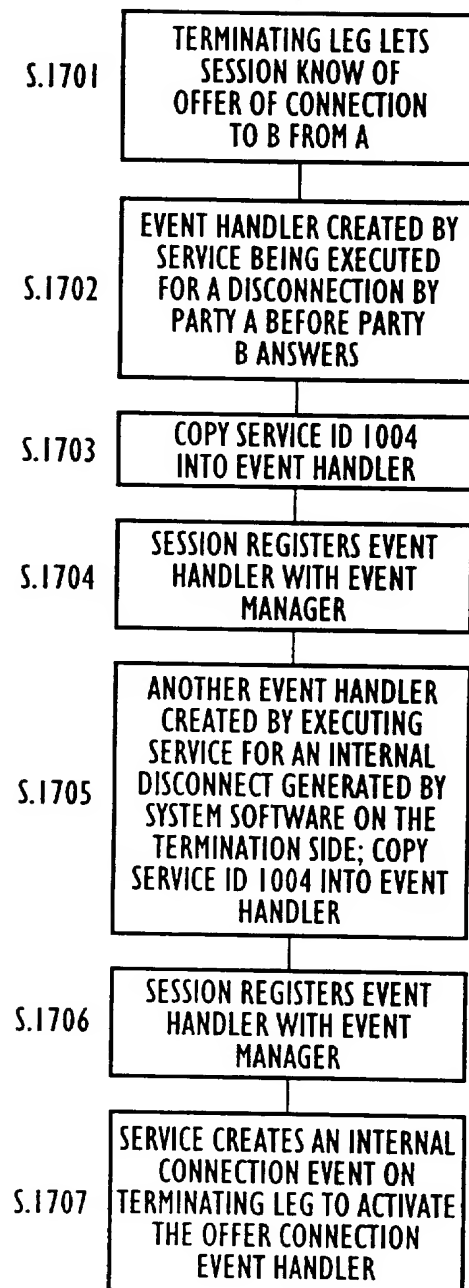 S.1701
TERMINATING LEG LETS
SESSION KNOW OF
OFFER OF CONNECTION
TO B FROM A
S.1702
EVENT HANDLER CREATED BY
SERVICE BEING EXECUTED
FOR A DISCONNECTION BY
PARTY A BEFORE PARTY
B ANSWERS
S.1703
COPY SERVICE ID 1004
INTO EVENT HANDLER
S.1704
SESSION REGISTERS EVENT
HANDLER WITH EVENT
MANAGER
S.1705
ANOTHER EVENT HANDLER
CREATED BY EXECUTING
SERVICE FOR AN INTERNAL
DISCONNECT GENERATED BY
SYSTEM SOFTWARE ON THE
TERMINATION SIDE; COPY
SERVICE ID 1004 INTO EVENT
HANDLER
S.1706
SESSION REGISTERS EVENT
HANDLER WITH EVENT
MANAGER
S.1707
SERVICE CREATES AN INTERNAL
CONNECTION EVENT ON
TERMINATING LEG TO ACTIVATE
THE OFFER CONNECTION
EVENT HANDLER